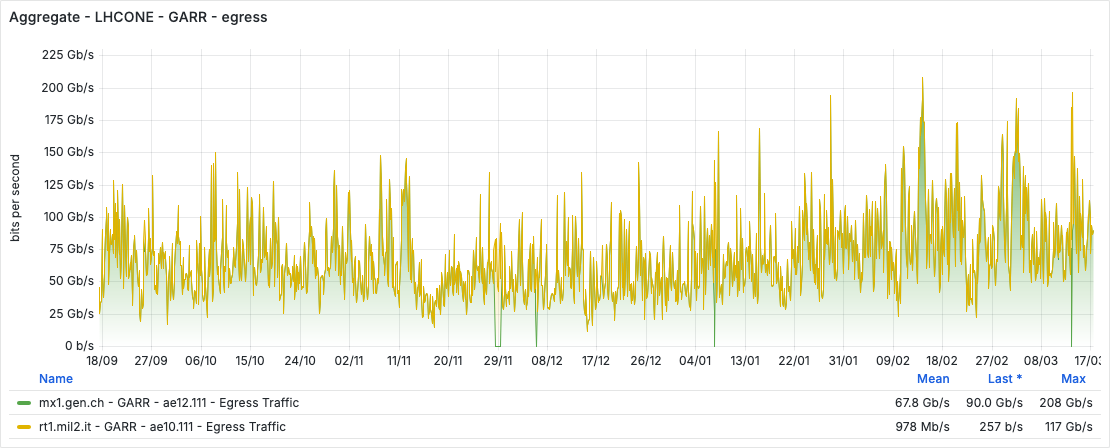 Aggregate - LHCONE - GARR - egress
bits per second
225 Gb/s
200 Gb/s
175 Gb/s
150 Gb/s
125 Gb/s
100 Gb/s
75 Gb/s
50 Gb/s
25 Gb/s
0 b/s
18/09 27/09 06/10 15/10 24/10 02/11 11/11 20/11 29/11 08/12 17/12 26/12 04/01 13/01 22/01 31/01 09/02 18/02 27/02 08/03 17/03
Name Mean Last * Max
mx1.gen.ch - GARR - ae12.111 - Egress Traffic 67.8 Gb/s 90.0 Gb/s 208 Gb/s
rt1.mil2.it - GARR - ae10.111 - Egress Traffic 978 Mb/s 257 b/s 117 Gb/s